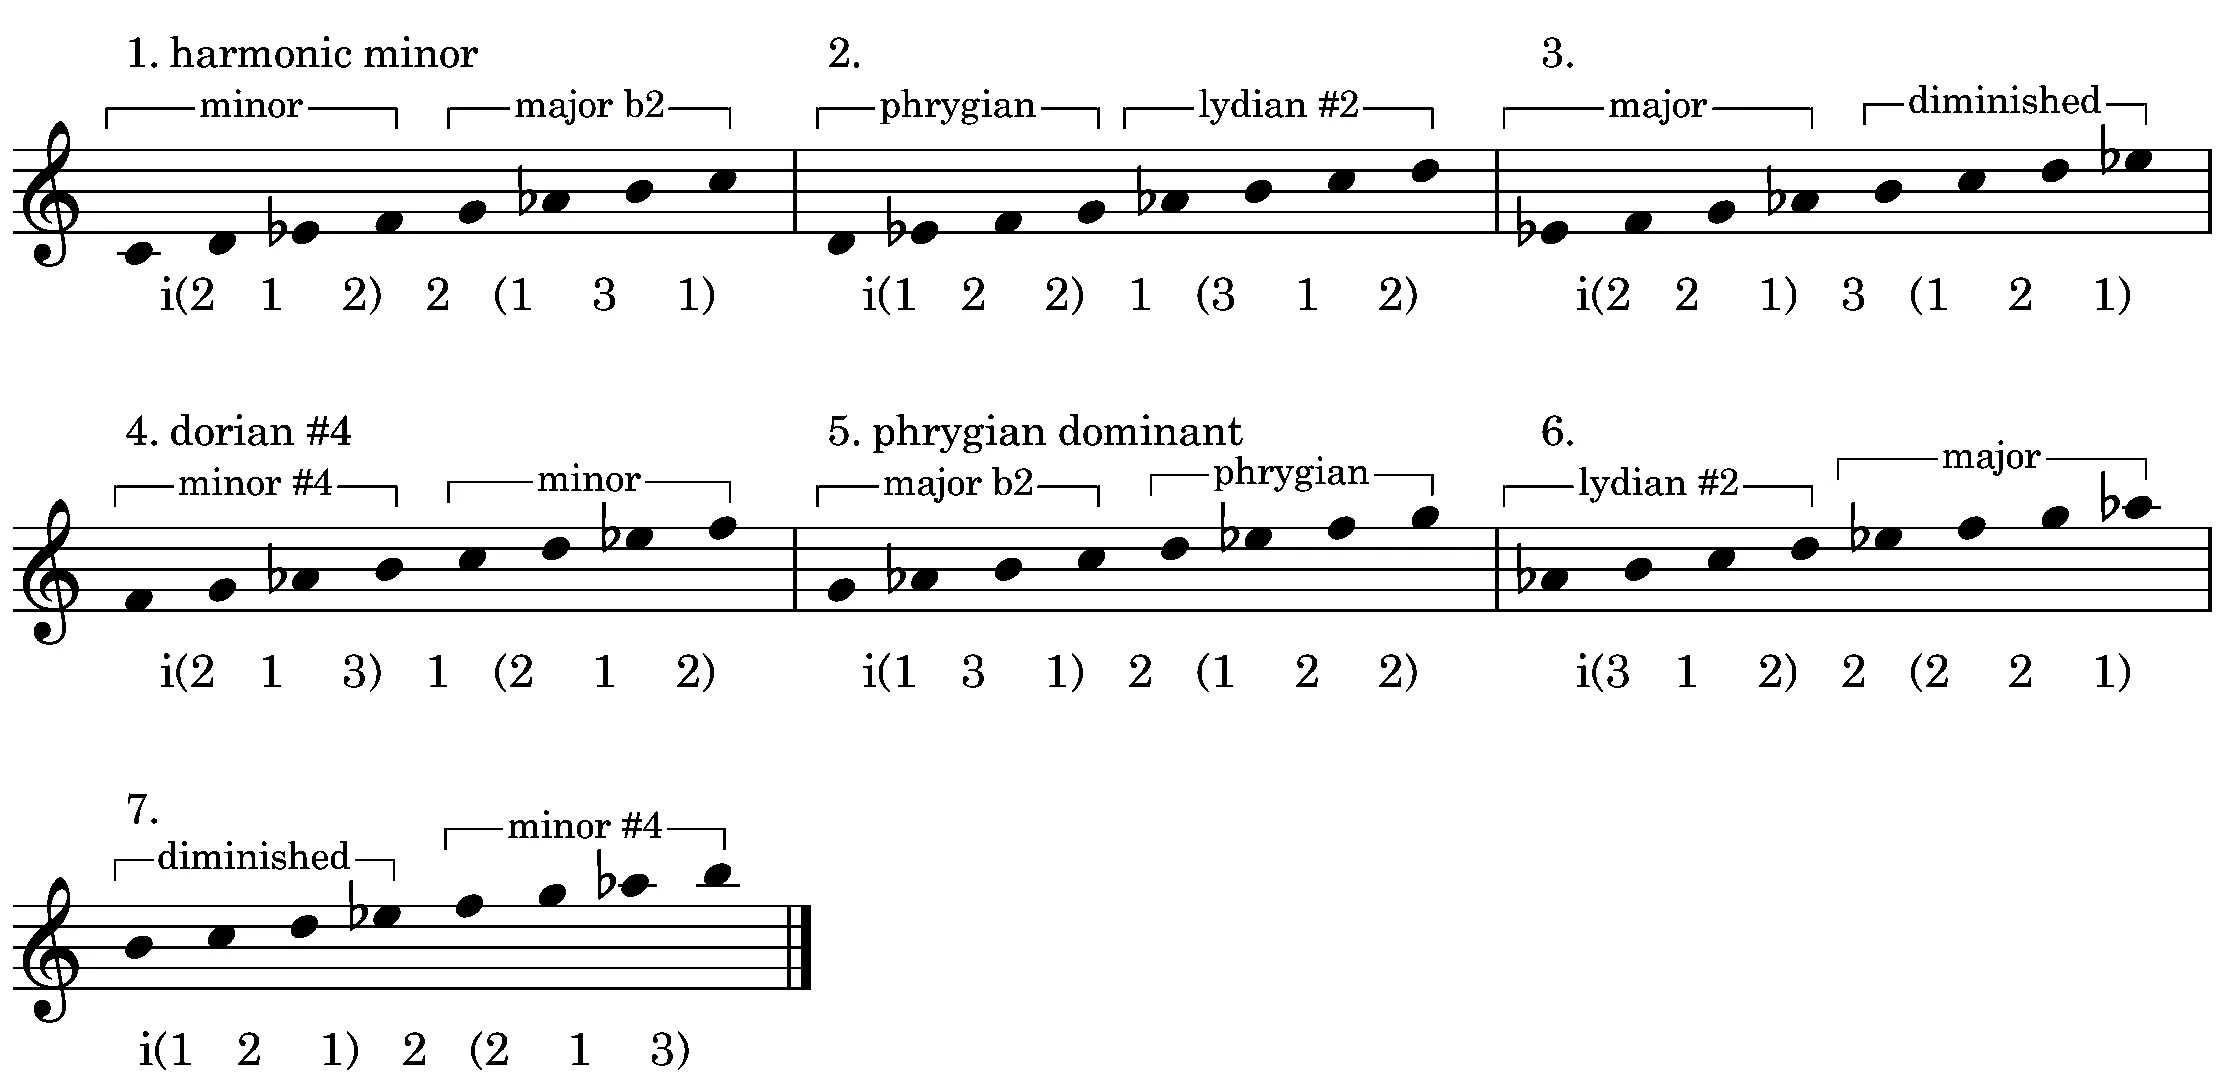 1. harmonic minor 2. 3.
minor major b2 phrygian lydian #2 major diminished
i(2 1 2) 2 (1 3 1) i(1 2 2) 1 (3 1 2) i(2 2 1) 3 (1 2 1)
4. dorian #4 5. phrygian dominant 6.
minor #4 minor major b2 phrygian lydian #2 major
i(2 1 3) 1 (2 1 2) i(1 3 1) 2 (1 2 2) i(3 1 2) 2 (2 2 1)
7.
diminished minor #4
i(1 2 1) 2 (2 1 3)